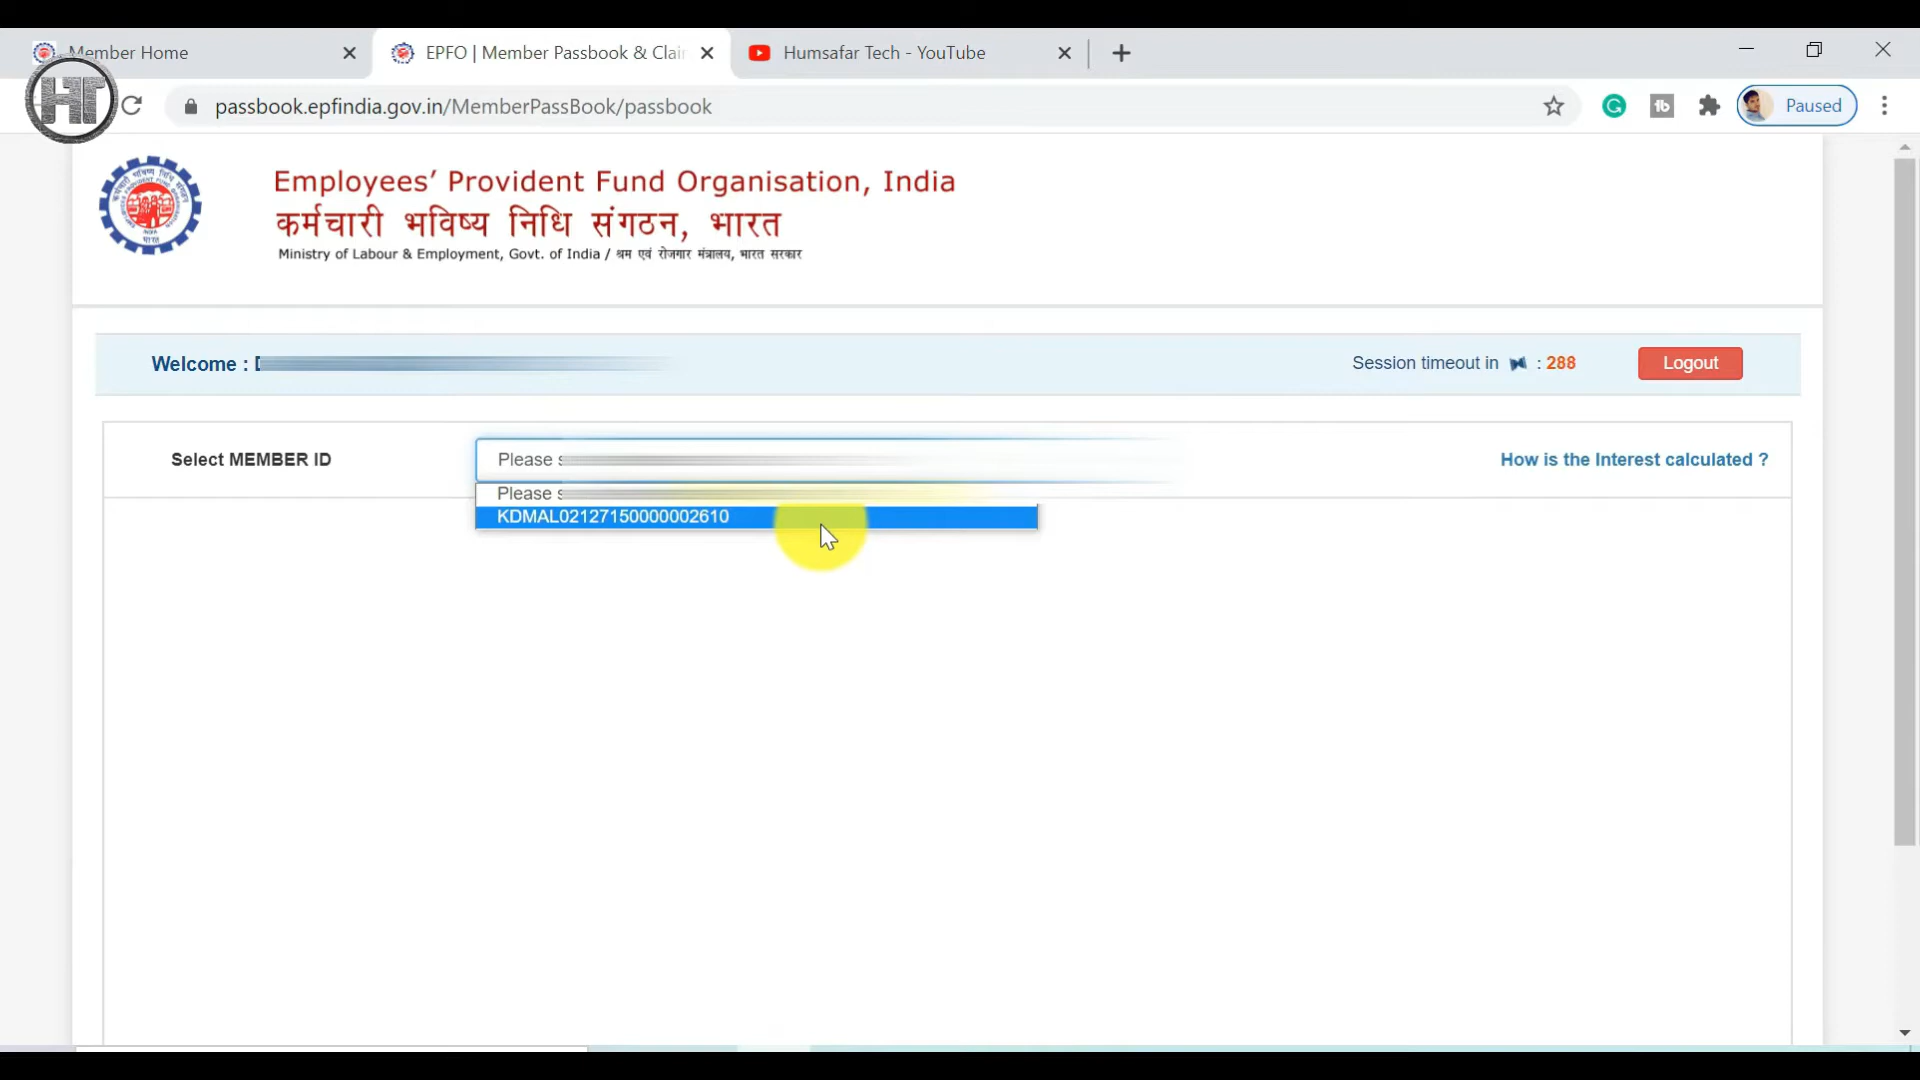 Member Home
EPFO | Member Passbook & Clai
Humsafar Tech - YouTube
HT
passbook.epfindia.gov.in/MemberPassBook/passbook
Paused
Employees' Provident Fund Organisation, India
कर्मचारी भविष्य निधि संगठन, भारत
Ministry of Labour & Employment, Govt. of India / श्रम एवं रोजगार मंत्रालय, भारत सरकार
Welcome :
Session timeout in : 288
Logout
Select MEMBER ID
Please
How is the Interest calculated ?
Please
KDMAL02127150000002610